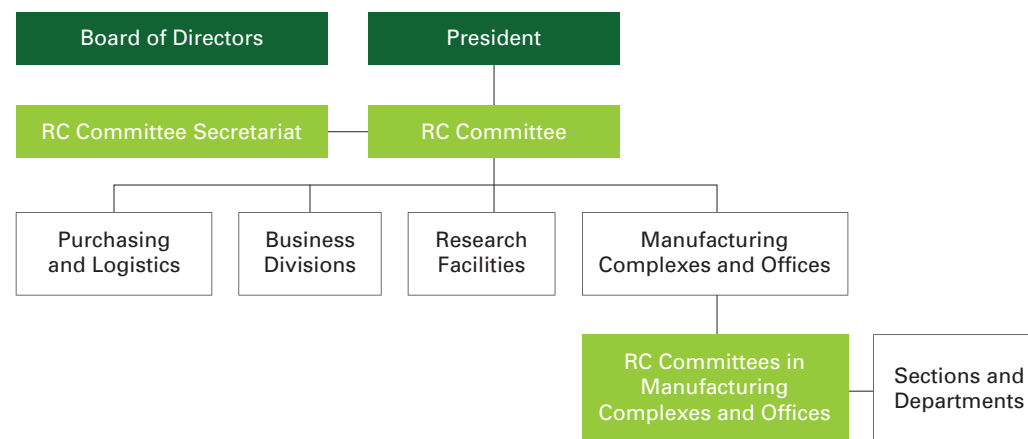 Board of Directors
President
RC Committee Secretariat
RC Committee
Purchasing
and Logistics
Business
Divisions
Research
Facilities
Manufacturing
Complexes and Offices
RC Committees in
Manufacturing
Complexes and Offices
Sections and
Departments